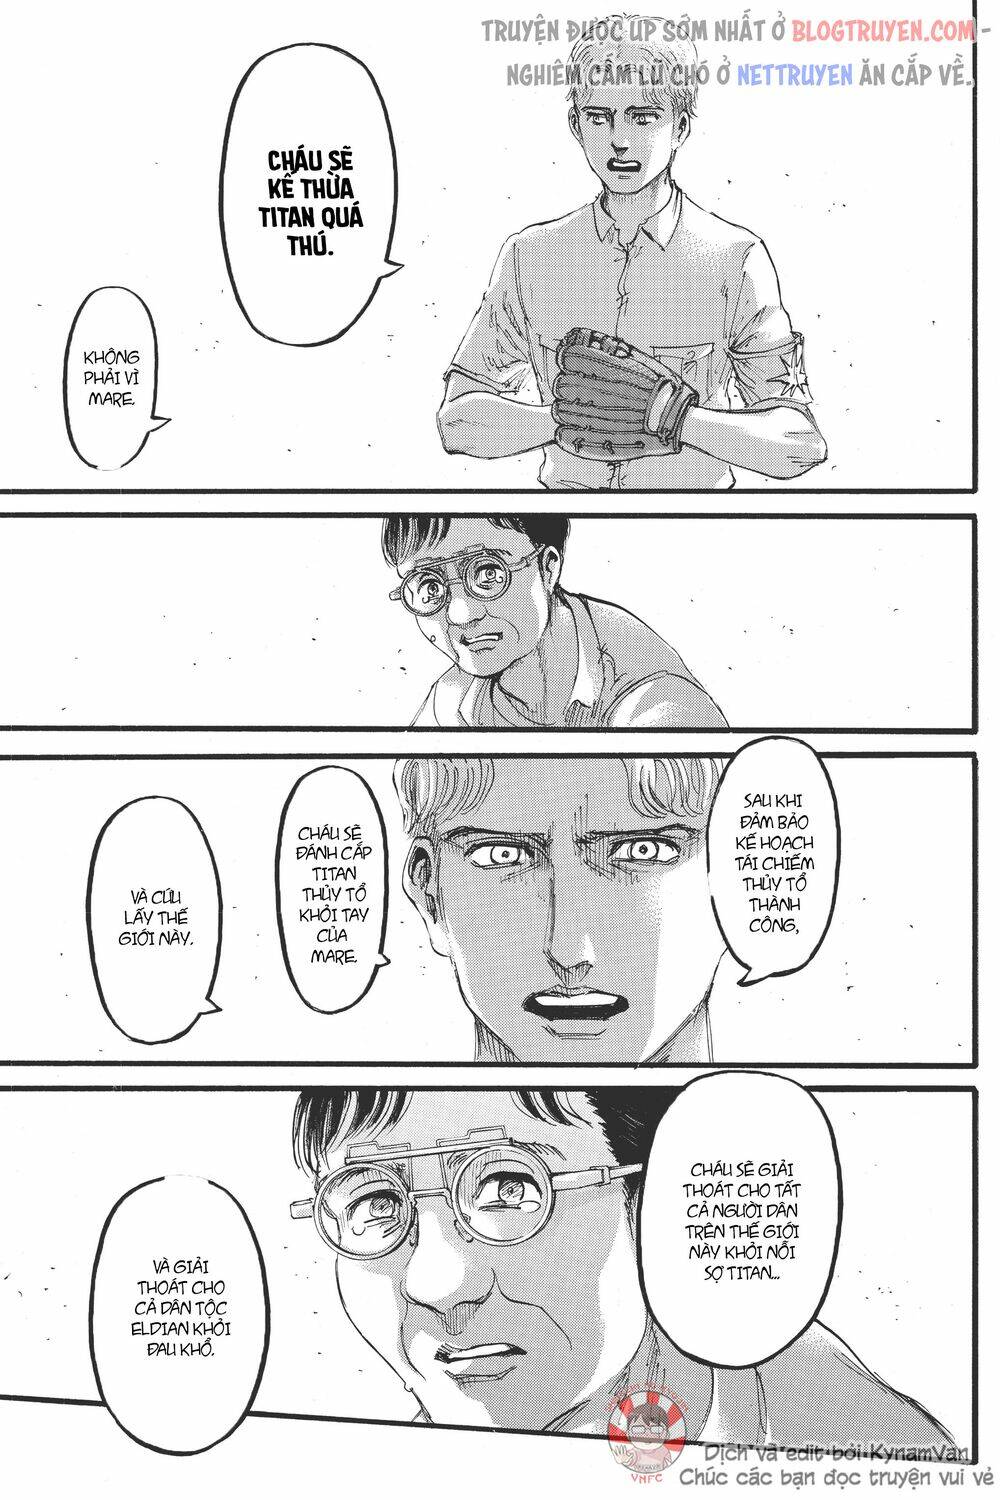 TRUYỆN ĐƯỢC UP SỚM NHẤT Ở BLOGTRUYEN.COM -
NGHIÊM CẤM LŨ CHÓ Ở NETTRUYEN ĂN CẮP VỀ.
CHÁU SẼ
KẾ THỪA
TITAN QUÁ
THÚ.
KHÔNG
PHẢI VÌ
MARE.
SAU KHI
ĐẢM BẢO
KẾ HOẠCH
TÁI CHIẾM
THỦY TỔ
THÀNH
CÔNG,
CHÁU SẼ
ĐÁNH CẮP
TITAN
THỦY TỔ
KHỎI TAY
CỦA
MARE.
VÀ CỨU
LẤY THẾ
GIỚI NÀY.
CHÁU SẼ GIẢI
THOÁT CHO TẤT
CẢ NGƯỜI DÂN
TRÊN THẾ GIỚI
NÀY KHỎI NỖI
SỢ TITAN...
VÀ GIẢI
THOÁT CHO
CẢ DÂN TỘC
ELDIAN KHỎI
ĐAU KHỔ.
VNFC
Dịch và edit bởi KynamVan
Chúc các bạn đọc truyện vui vẻ